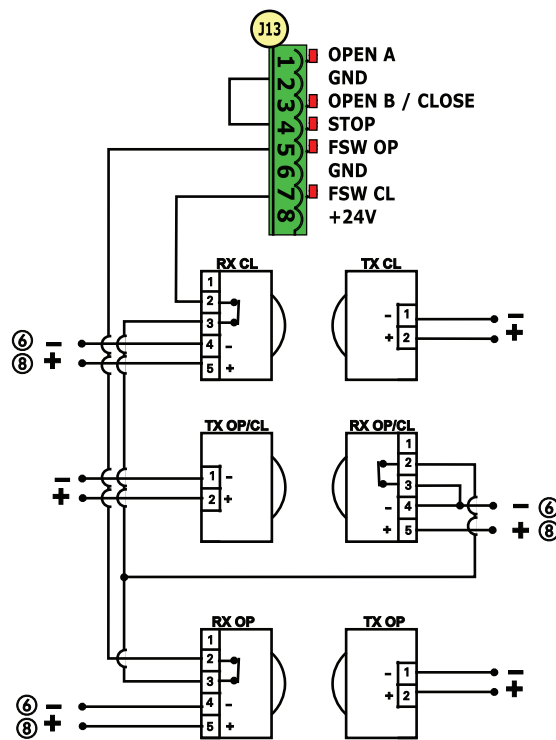 J13
1 OPEN A
2 GND
3 OPEN B / CLOSE
4 STOP
5 FSW OP
6 GND
7 FSW CL
8 +24V
RX CL
1
2
3
⑥ − 4 −
⑧ + 5 +
TX CL
− 1 −
+ 2 +
TX OP/CL
− 1 −
+ 2 +
RX OP/CL
1
2
3
− 4 − ⑥
+ 5 + ⑧
RX OP
1
2
3
⑥ − 4 −
⑧ + 5 +
TX OP
− 1 −
+ 2 +